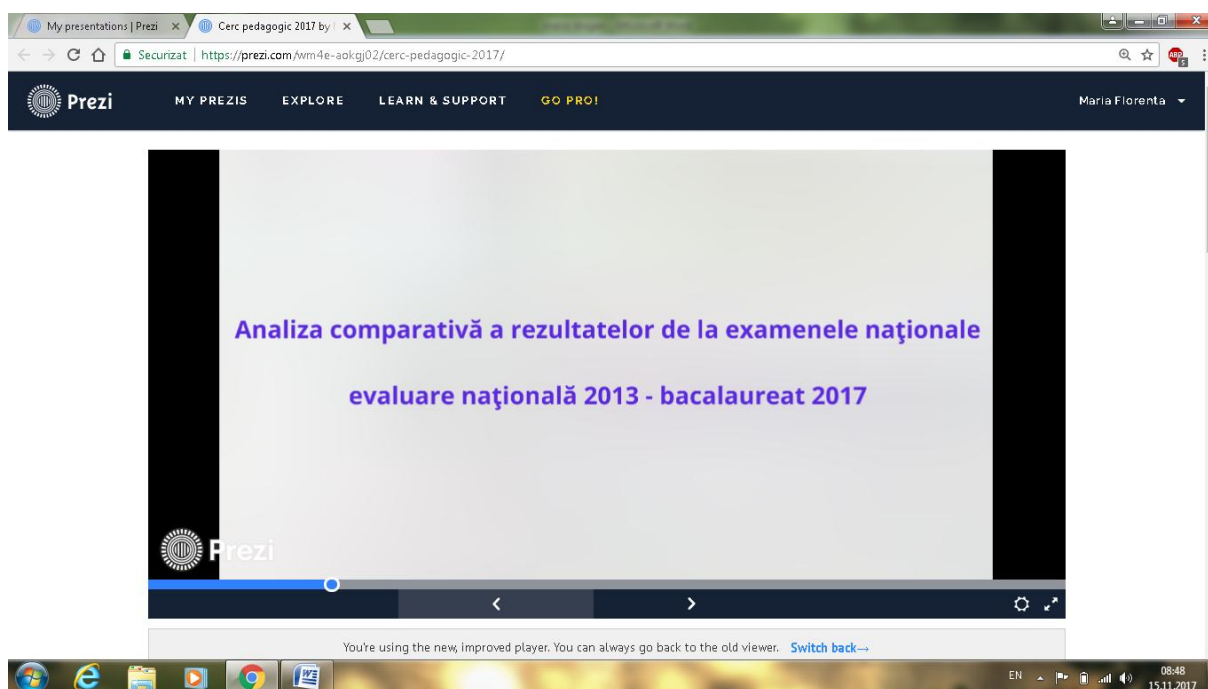 My presentations | Prezi
Cerc pedagogic 2017 by
Securizat | https://prezi.com/wm4e-aokgj02/cerc-pedagogic-2017/
Prezi MY PREZIS EXPLORE LEARN & SUPPORT GO PRO! Maria Florenta
Analiza comparativă a rezultatelor de la examenele naţionale
evaluare naţională 2013 - bacalaureat 2017
Prezi
You're using the new, improved player. You can always go back to the old viewer. Switch back→
EN 08:48
15.11.2017